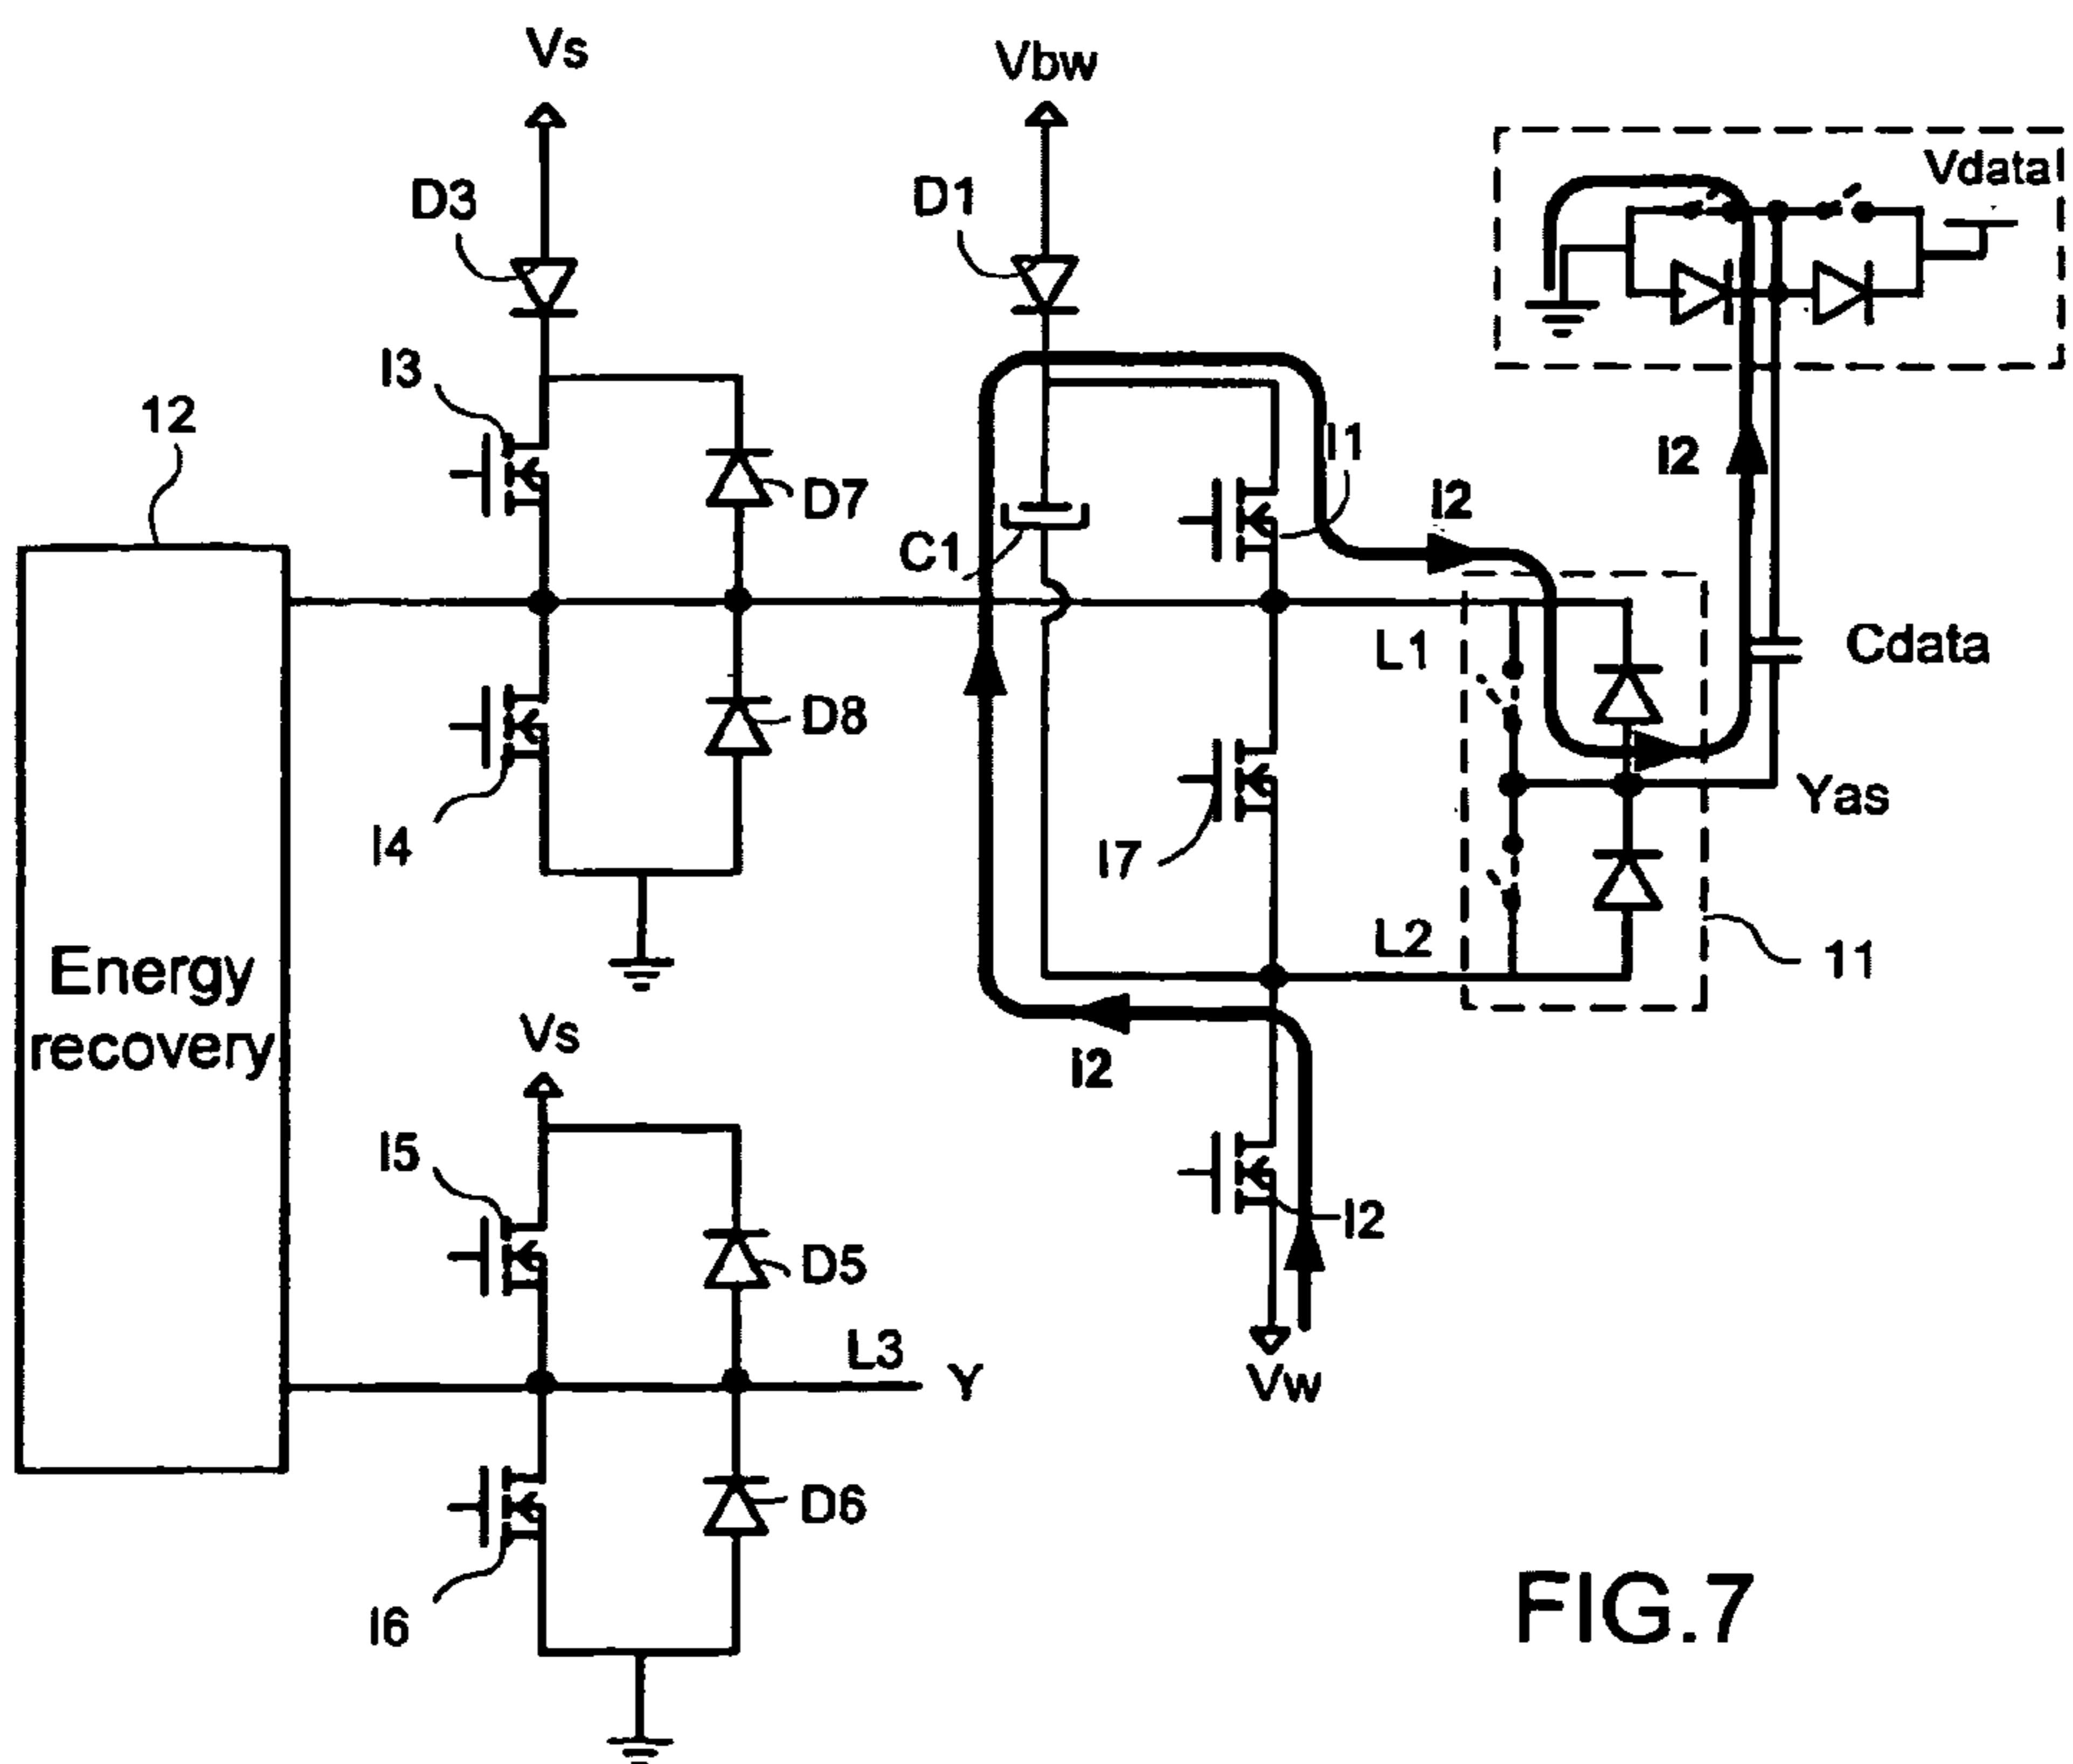 Vs
Vbw
Vdata
D3
D1
I3
12
I1
i2
i2
D7
C1
L1
Cdata
D8
Yas
I4
I7
L2
11
Energy
recovery
Vs
i2
I5
I2
D5
L3
Y
Vw
D6
I6
FIG.7